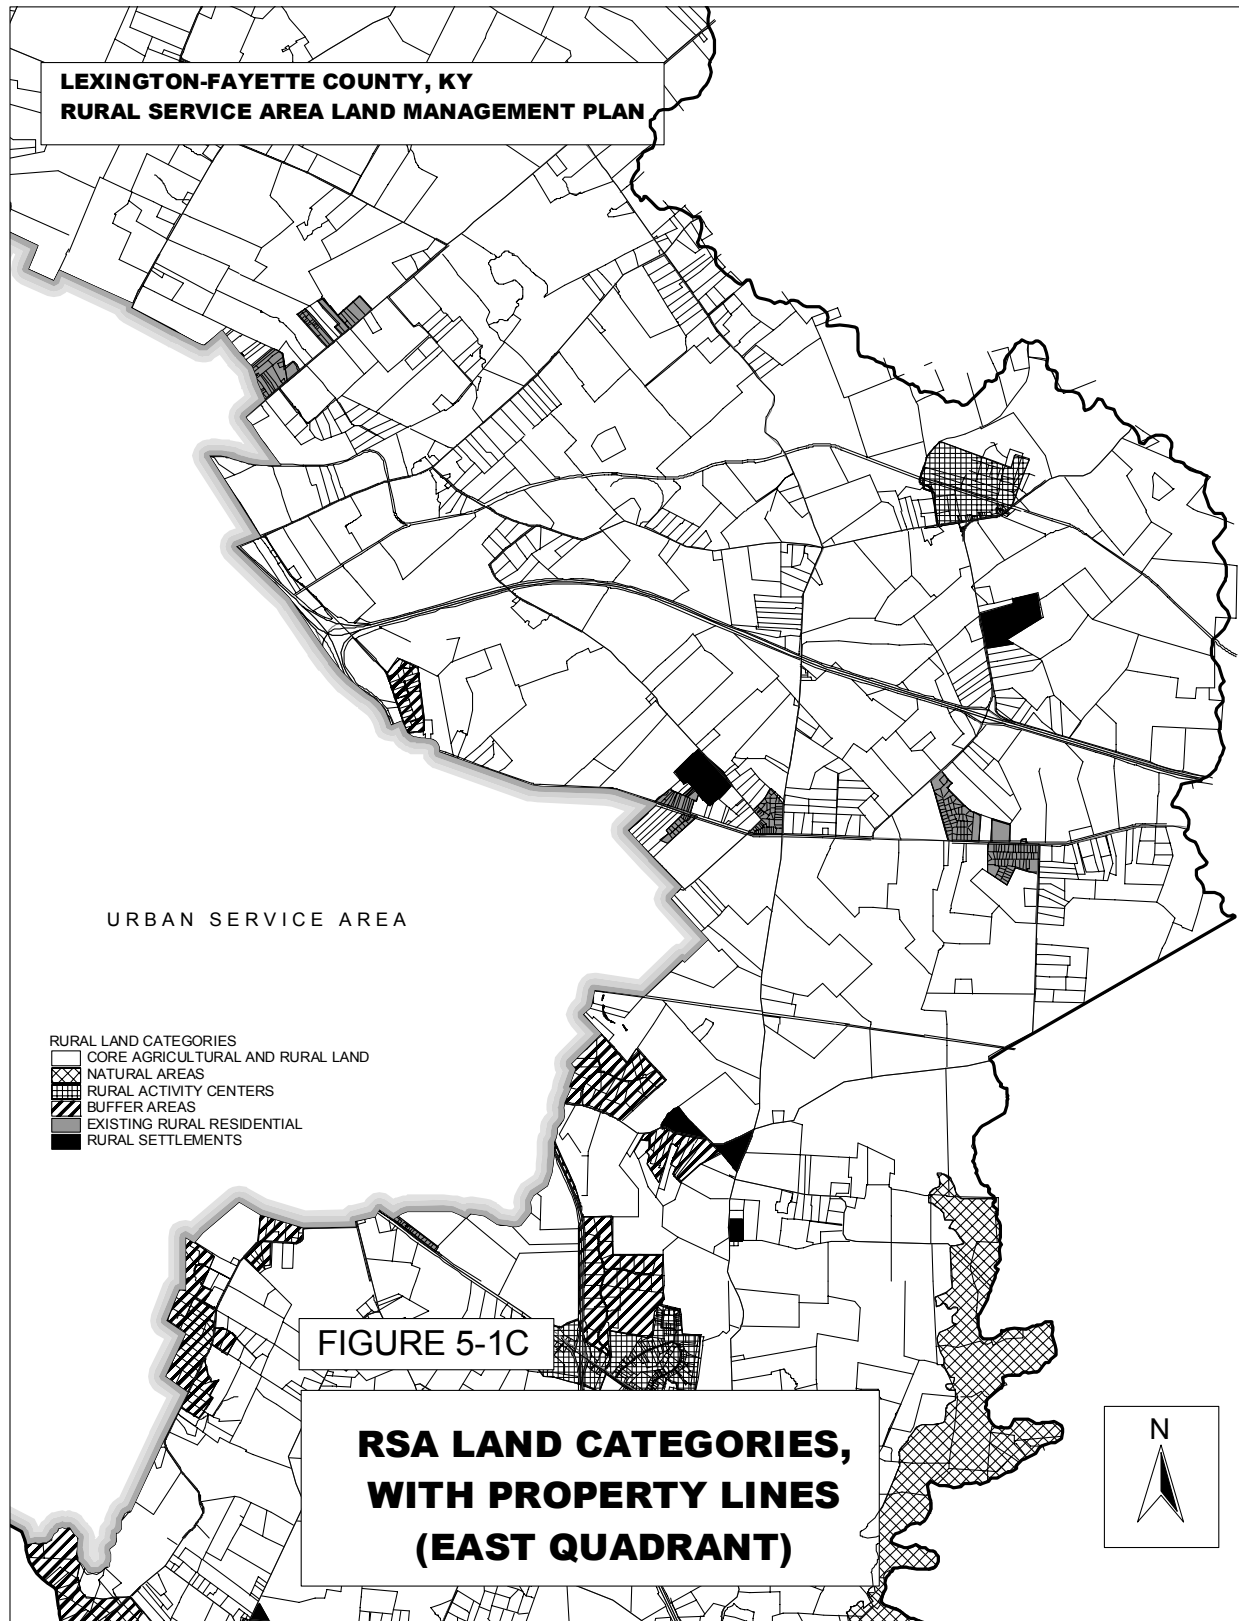 LEXINGTON-FAYETTE COUNTY, KY
RURAL SERVICE AREA LAND MANAGEMENT PLAN
URBAN SERVICE AREA
RURAL LAND CATEGORIES
CORE AGRICULTURAL AND RURAL LAND
NATURAL AREAS
RURAL ACTIVITY CENTERS
BUFFER AREAS
EXISTING RURAL RESIDENTIAL
RURAL SETTLEMENTS
FIGURE 5-1C
RSA LAND CATEGORIES,
WITH PROPERTY LINES
(EAST QUADRANT)
N